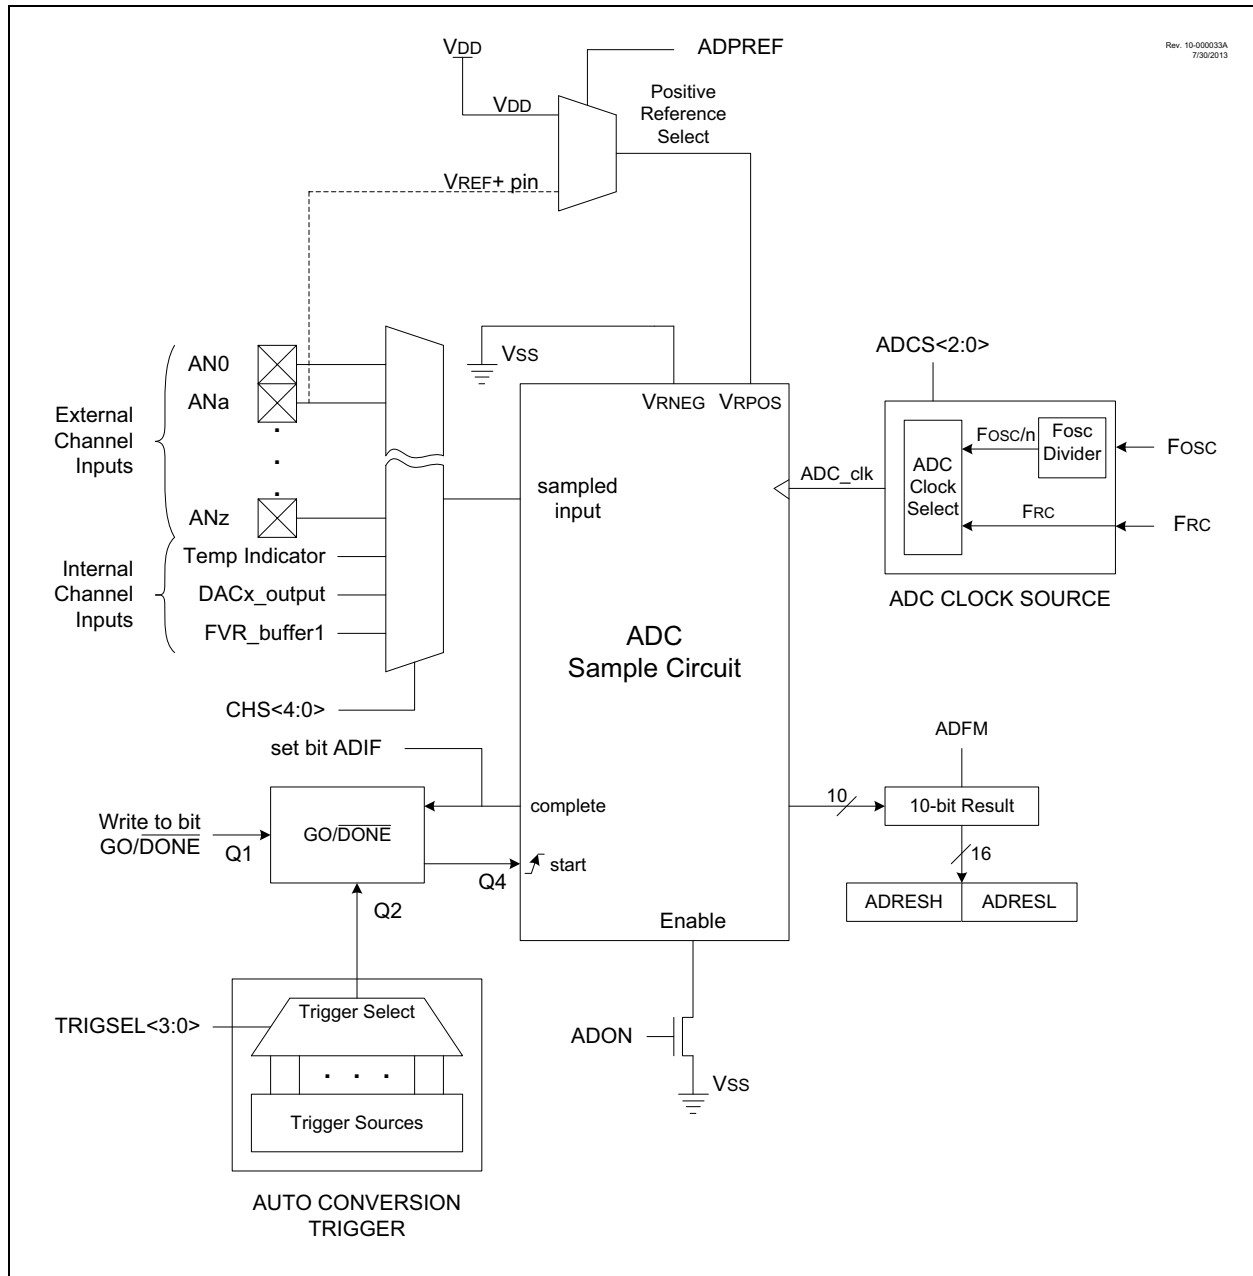 VDD
ADPREF
Rev. 10-000033A
7/30/2013
VDD
Positive
Reference
Select
VREF+ pin
VSS
ADCS<2:0>
AN0
ANa
External
Channel
Inputs
.
.
.
ANz
VRNEG
VRPOS
sampled
input
ADC_clk
ADC
Clock
Select
FOSC/n
Fosc
Divider
FOSC
FRC
FRC
ADC CLOCK SOURCE
Internal
Channel
Inputs
Temp Indicator
DACx_output
FVR_buffer1
ADC
Sample Circuit
CHS<4:0>
set bit ADIF
ADFM
complete
10
10-bit Result
Write to bit
GO/DONE
Q1
GO/DONE
Q4
start
16
ADRESH
ADRESL
Q2
Enable
TRIGSEL<3:0>
Trigger Select
. . .
Trigger Sources
ADON
VSS
AUTO CONVERSION
TRIGGER